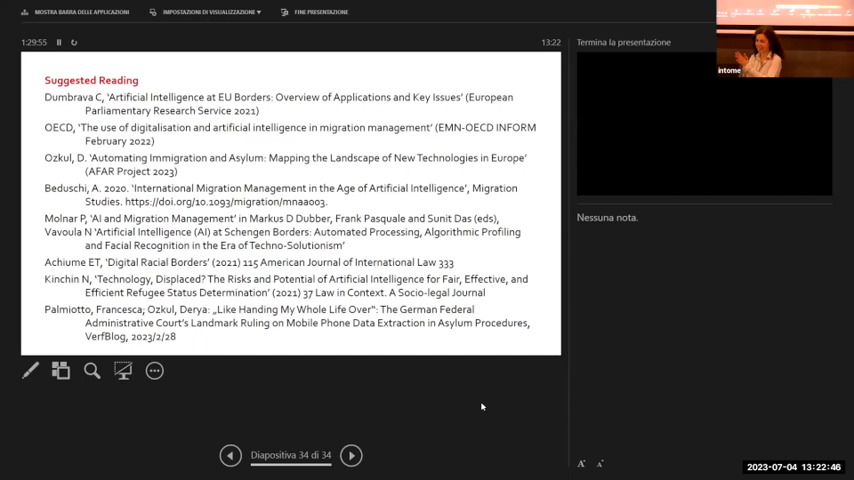 MOSTRA BARRA DELLE APPLICAZIONI
IMPOSTAZIONI DI VISUALIZZAZIONE ▼
FINE PRESENTAZIONE
1:29:55
13:22
Termina la presentazione
intome
Suggested Reading
Dumbrava C, 'Artificial Intelligence at EU Borders: Overview of Applications and Key Issues' (European
Parliamentary Research Service 2021)
OECD, 'The use of digitalisation and artificial intelligence in migration management' (EMN-OECD INFORM
February 2022)
Ozkul, D. 'Automating Immigration and Asylum: Mapping the Landscape of New Technologies in Europe'
(AFAR Project 2023)
Beduschi, A. 2020. 'International Migration Management in the Age of Artificial Intelligence', Migration
Studies. https://doi.org/10.1093/migration/mnaa003.
Molnar P, 'AI and Migration Management' in Markus D Dubber, Frank Pasquale and Sunit Das (eds),
Vavoula N 'Artificial Intelligence (AI) at Schengen Borders: Automated Processing, Algorithmic Profiling
and Facial Recognition in the Era of Techno-Solutionism'
Achiume ET, 'Digital Racial Borders' (2021) 115 American Journal of International Law 333
Kinchin N, 'Technology, Displaced? The Risks and Potential of Artificial Intelligence for Fair, Effective, and
Efficient Refugee Status Determination' (2021) 37 Law in Context. A Socio-legal Journal
Palmiotto, Francesca; Ozkul, Derya: „Like Handing My Whole Life Over“: The German Federal
Administrative Court's Landmark Ruling on Mobile Phone Data Extraction in Asylum Procedures,
VerfBlog, 2023/2/28
Nessuna nota.
Diapositiva 34 di 34
A A
2023-07-04 13:22:46